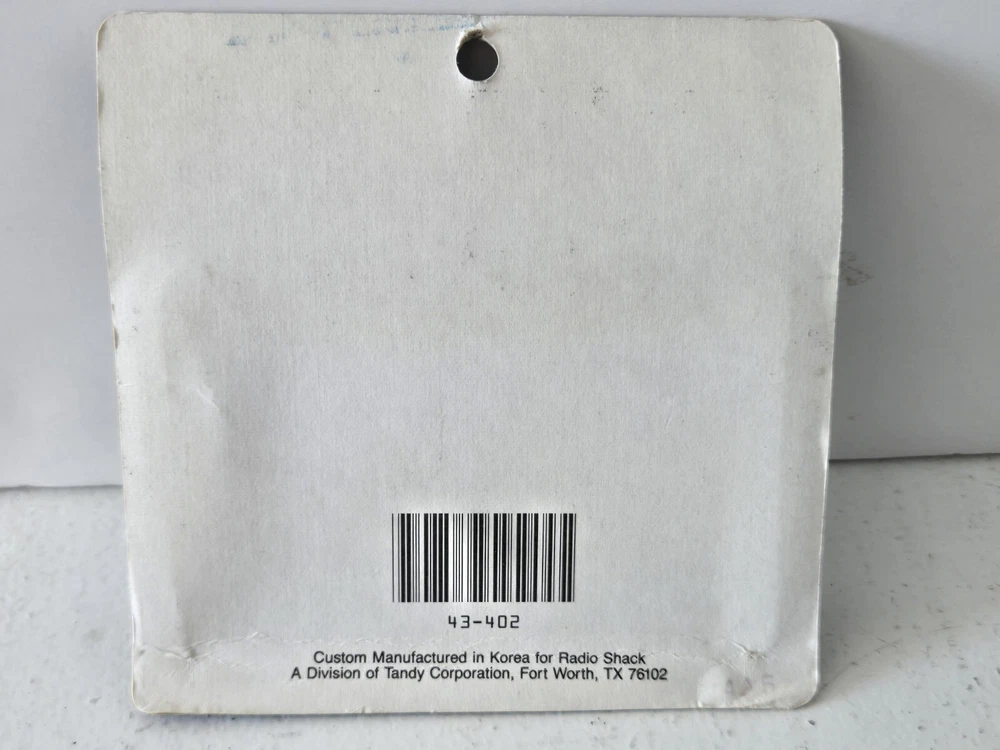 43-402
Custom Manufactured in Korea for Radio Shack
A Division of Tandy Corporation, Fort Worth, TX 76102